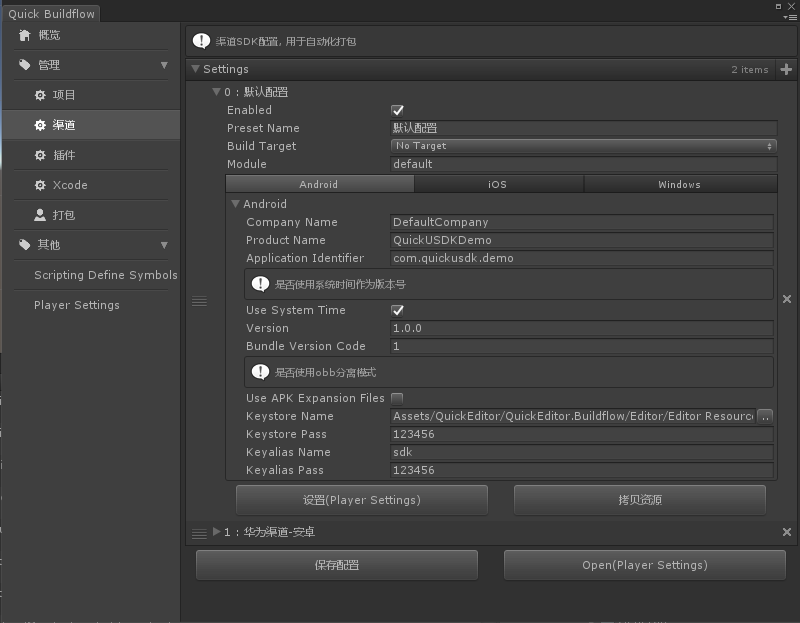 Quick Buildflow
概览
管理
项目
渠道
插件
Xcode
打包
其他
Scripting Define Symbols
Player Settings
渠道SDK配置, 用于自动化打包
Settings 2 items
0 : 默认配置
Enabled
Preset Name 默认配置
Build Target No Target
Module default
Android iOS Windows
Android
Company Name DefaultCompany
Product Name QuickUSDKDemo
Application Identifier com.quickusdk.demo
是否使用系统时间作为版本号
Use System Time
Version 1.0.0
Bundle Version Code 1
是否使用obb分离模式
Use APK Expansion Files
Keystore Name Assets/QuickEditor/QuickEditor.Buildflow/Editor/Editor Resourc ..
Keystore Pass 123456
Keyalias Name sdk
Keyalias Pass 123456
设置(Player Settings) 拷贝资源
1 : 华为渠道-安卓
保存配置 Open(Player Settings)